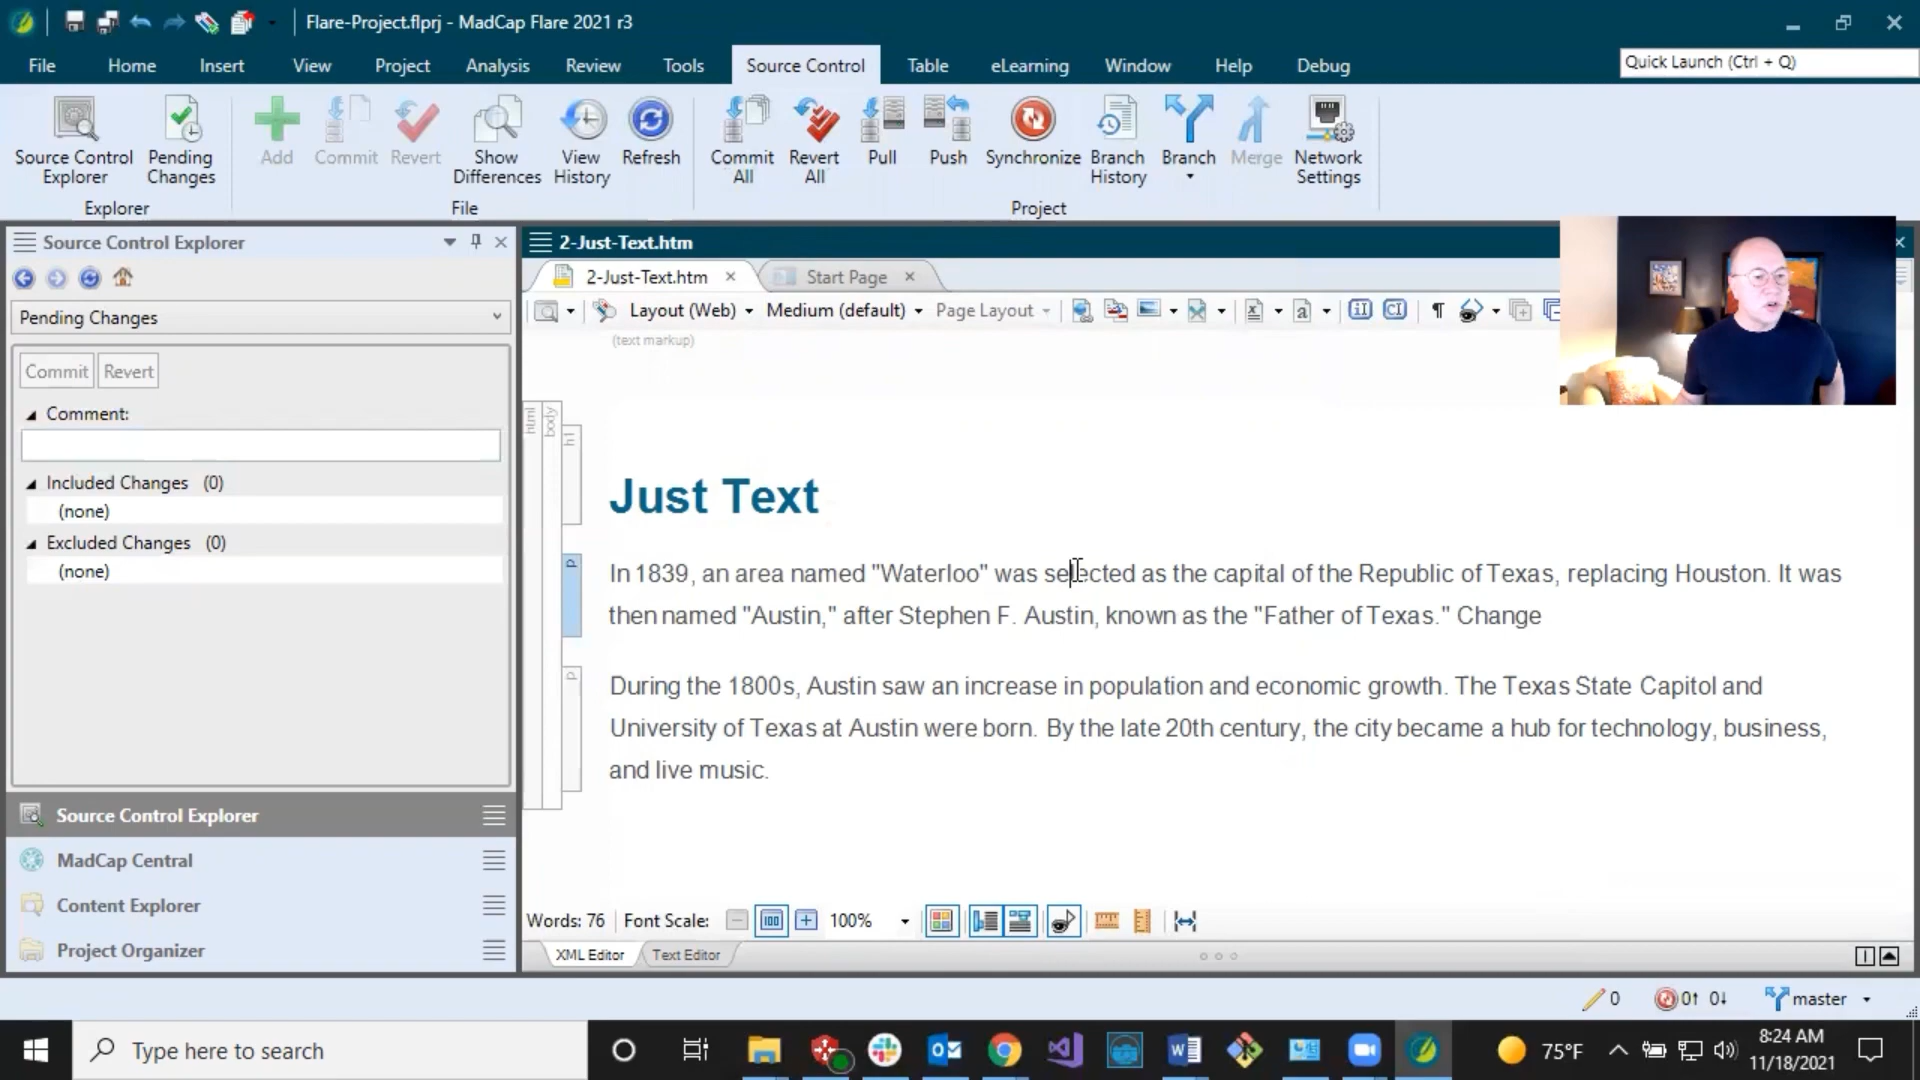 Flare-Project.flprj - MadCap Flare 2021 r3
File Home Insert View Project Analysis Review Tools Source Control Table eLearning Window Help Debug
Quick Launch (Ctrl + Q)
Source Control Explorer
Pending Changes
Add
Commit
Revert
Show Differences
View History
Refresh
Commit All
Revert All
Pull
Push
Synchronize
Branch History
Branch
Merge
Network Settings
Explorer
File
Project
Source Control Explorer
2-Just-Text.htm
2-Just-Text.htm
Start Page
Layout (Web)
Medium (default)
Page Layout
Pending Changes
Commit
Revert
Comment:
Included Changes (0)
(none)
Excluded Changes (0)
(none)
(text markup)
html
body
h1
p
p
Just Text
In 1839, an area named "Waterloo" was selected as the capital of the Republic of Texas, replacing Houston. It was
then named "Austin," after Stephen F. Austin, known as the "Father of Texas." Change
During the 1800s, Austin saw an increase in population and economic growth. The Texas State Capitol and
University of Texas at Austin were born. By the late 20th century, the city became a hub for technology, business,
and live music.
Source Control Explorer
MadCap Central
Content Explorer
Project Organizer
Words: 76
Font Scale:
100%
XML Editor
Text Editor
0
0↑ 0↓
master
Type here to search
75°F
8:24 AM
11/18/2021